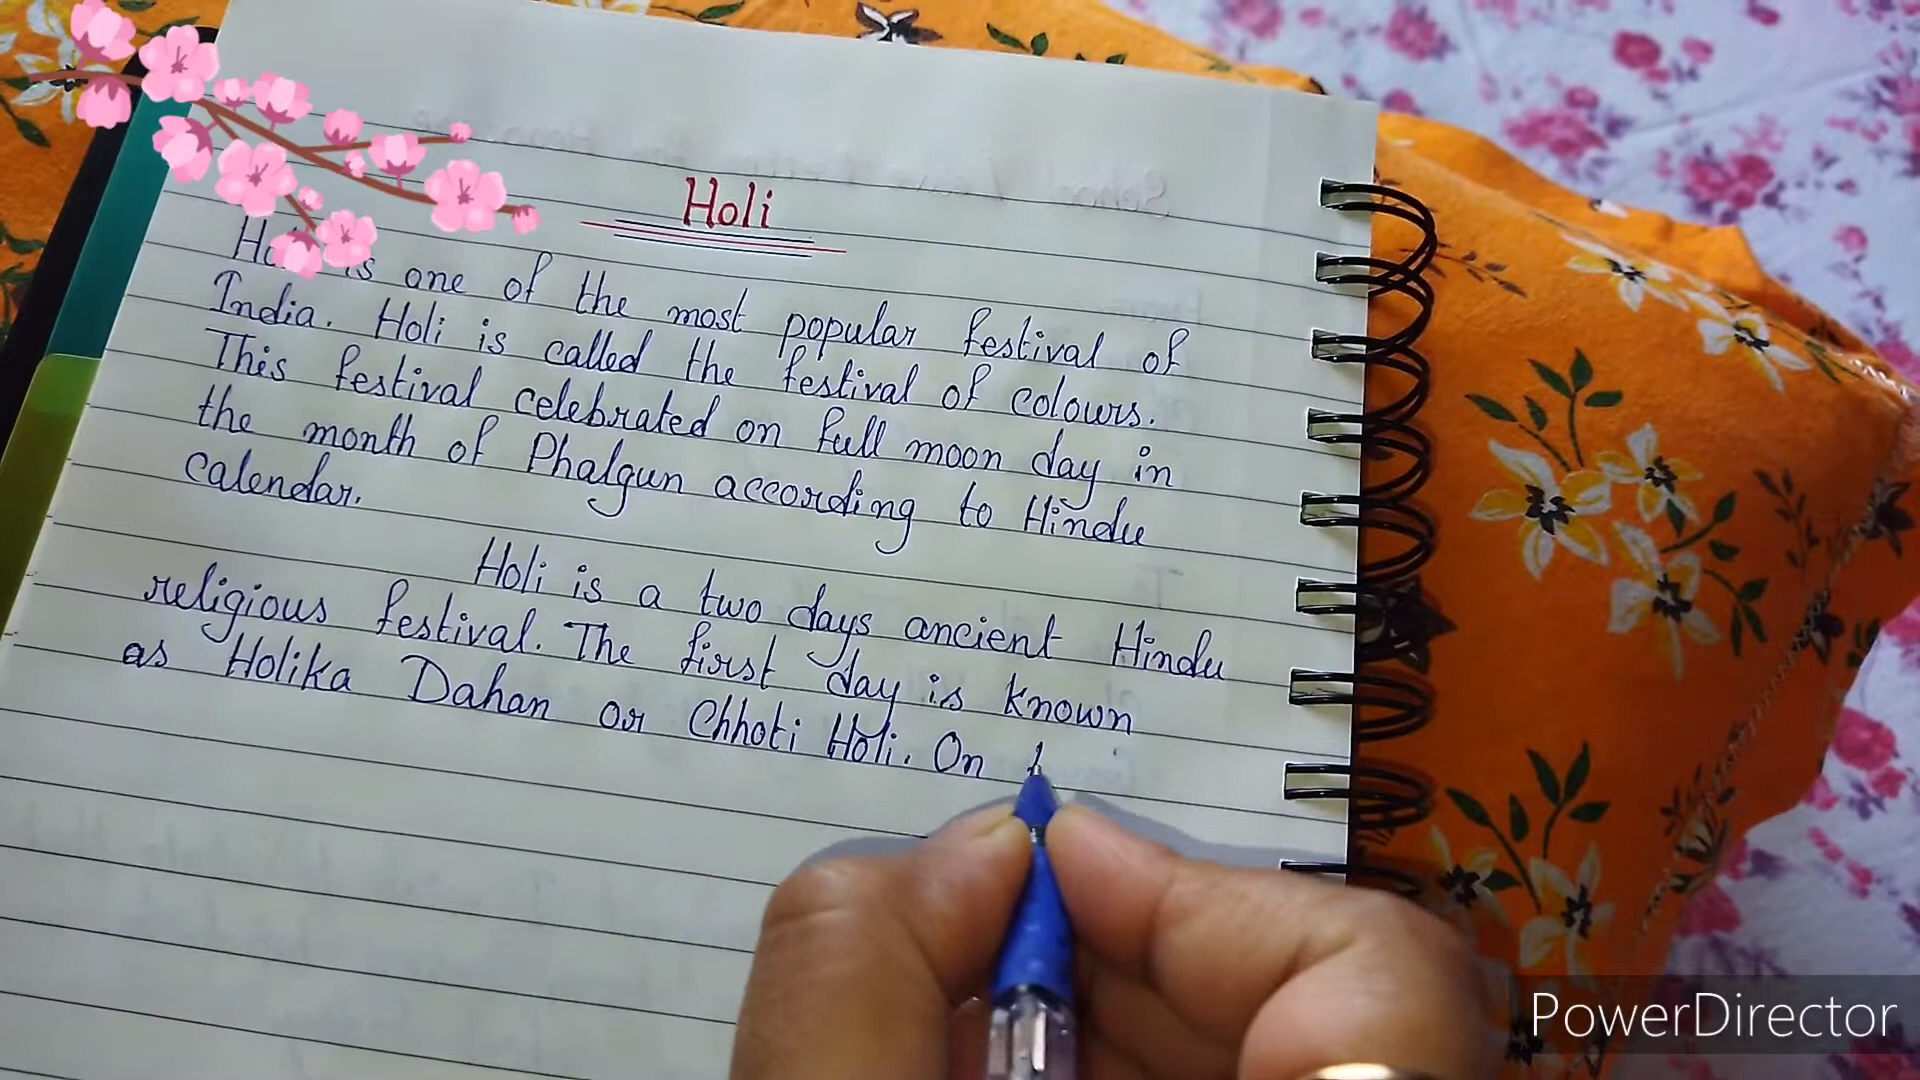 Holi
is one of the most popular festival of
India. Holi is called the festival of colours.
This festival celebrated on full moon day in
the month of Phalgun according to Hindu
calendar.
Holi is a two days ancient Hindu
religious festival. The first day is known
as Holika Dahan or Chhoti Holi. On
PowerDirector